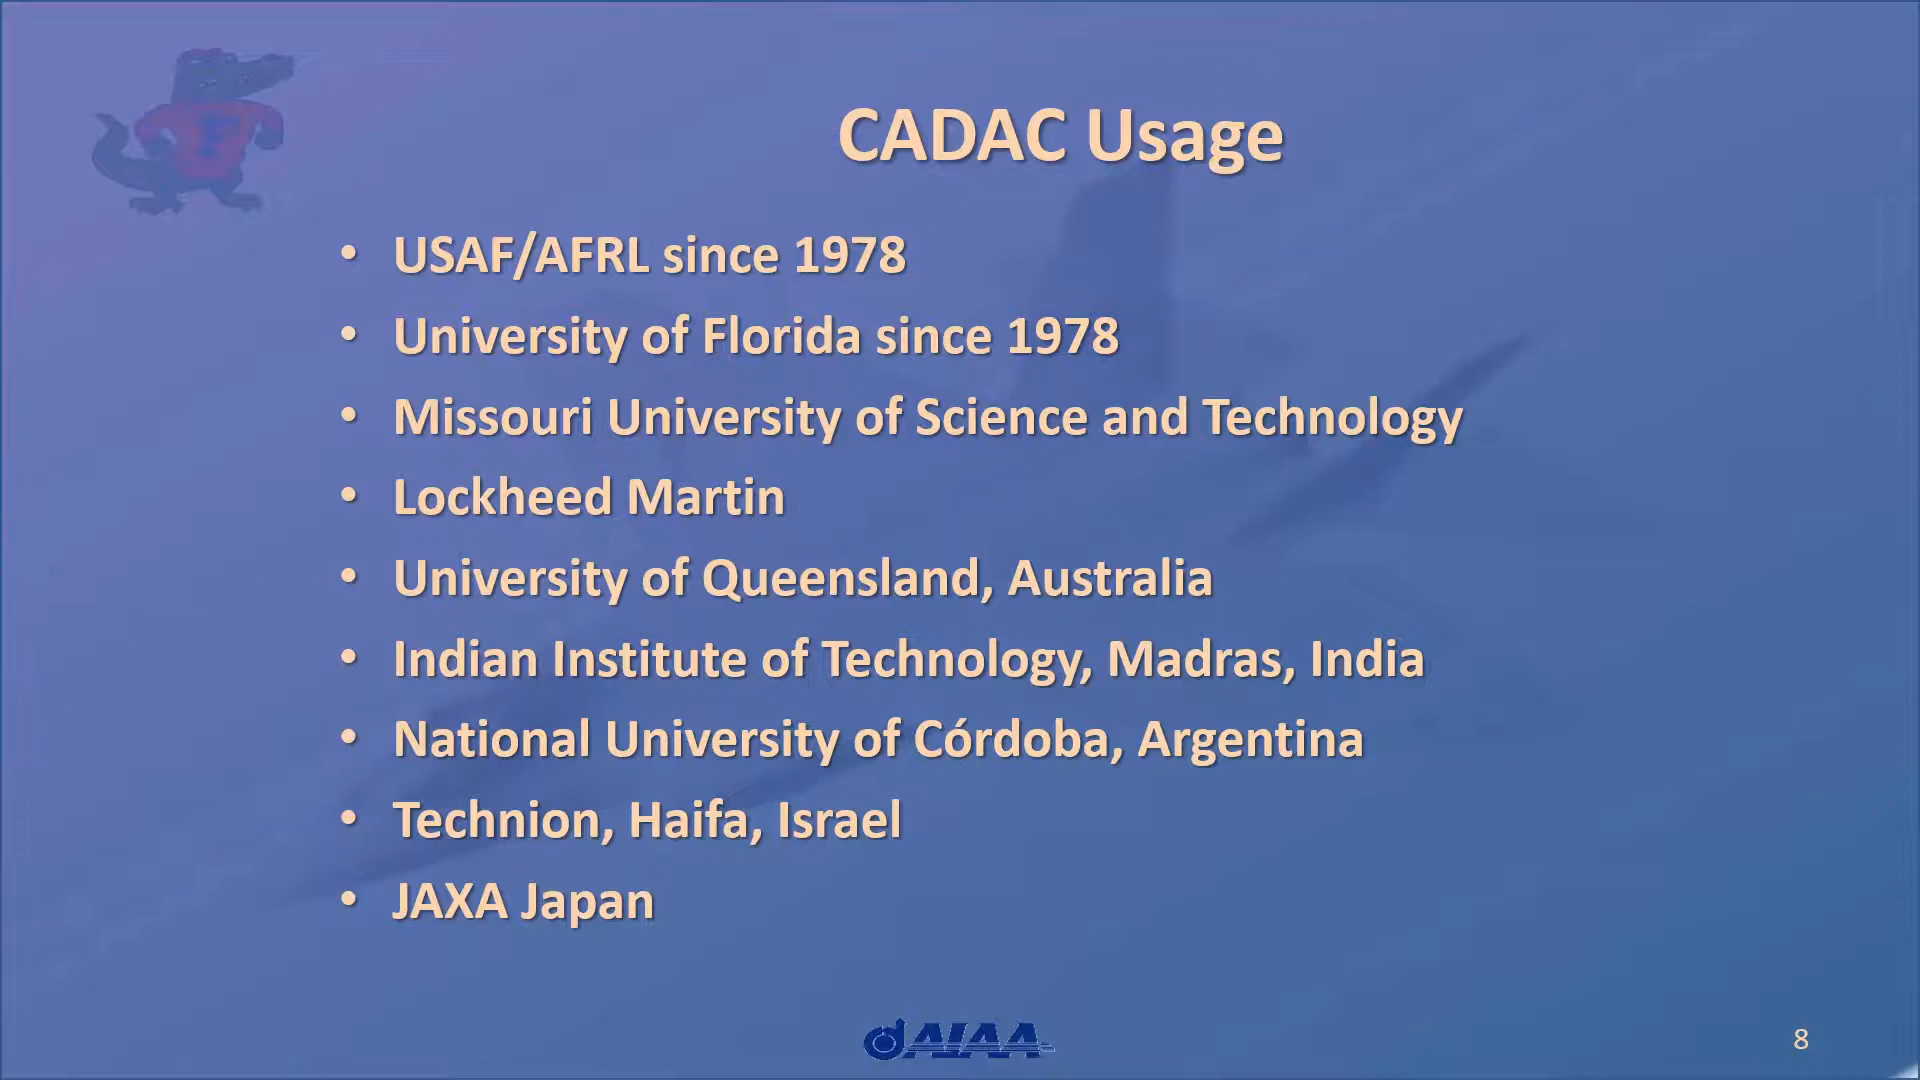 CADAC Usage
• USAF/AFRL since 1978
• University of Florida since 1978
• Missouri University of Science and Technology
• Lockheed Martin
• University of Queensland, Australia
• Indian Institute of Technology, Madras, India
• National University of Córdoba, Argentina
• Technion, Haifa, Israel
• JAXA Japan
AIAA
8